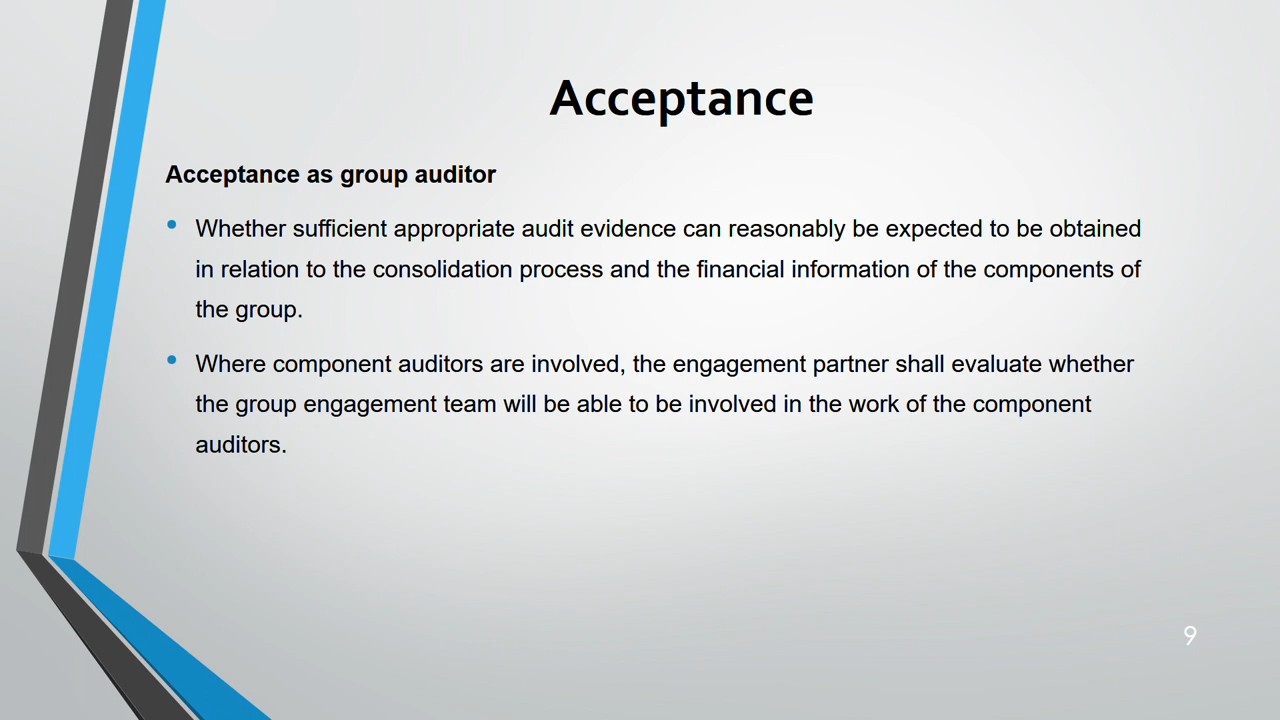 Acceptance
Acceptance as group auditor
• Whether sufficient appropriate audit evidence can reasonably be expected to be obtained
in relation to the consolidation process and the financial information of the components of
the group.
• Where component auditors are involved, the engagement partner shall evaluate whether
the group engagement team will be able to be involved in the work of the component
auditors.
9